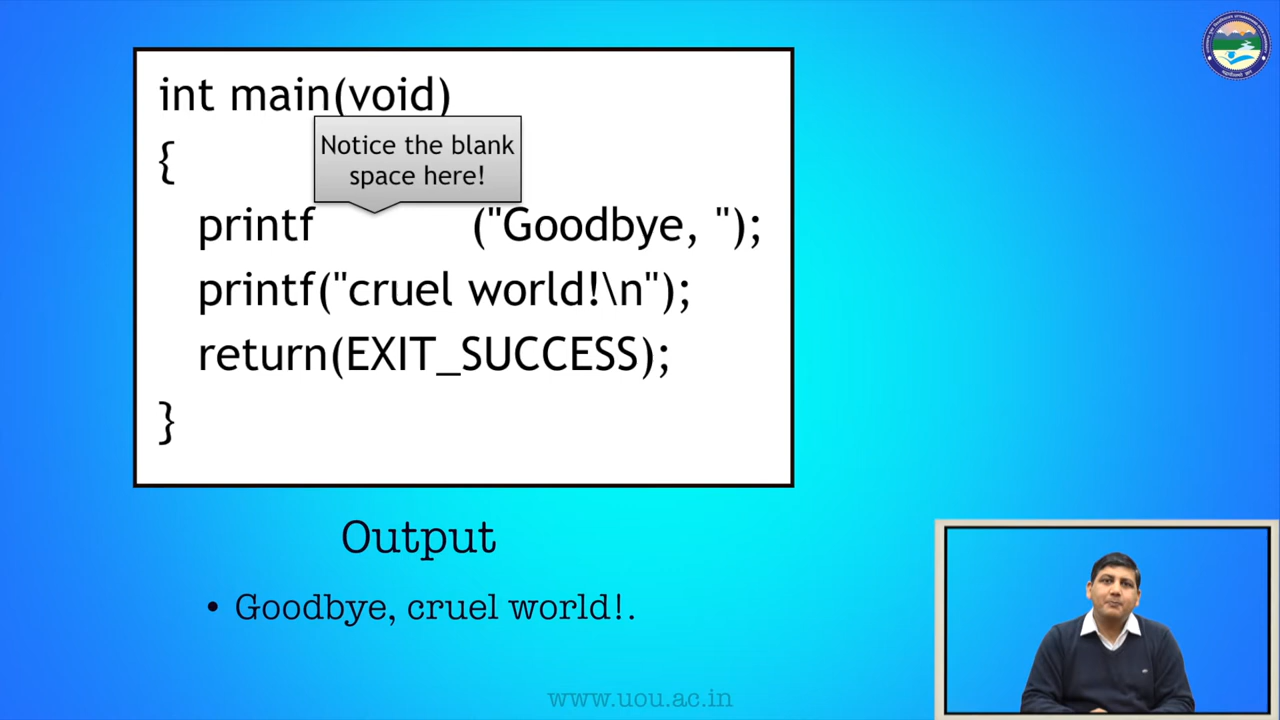 int main(void)
{
Notice the blank
space here!
printf ("Goodbye, ");
printf("cruel world!\n");
return(EXIT_SUCCESS);
}
Output
• Goodbye, cruel world!.
www.uou.ac.in